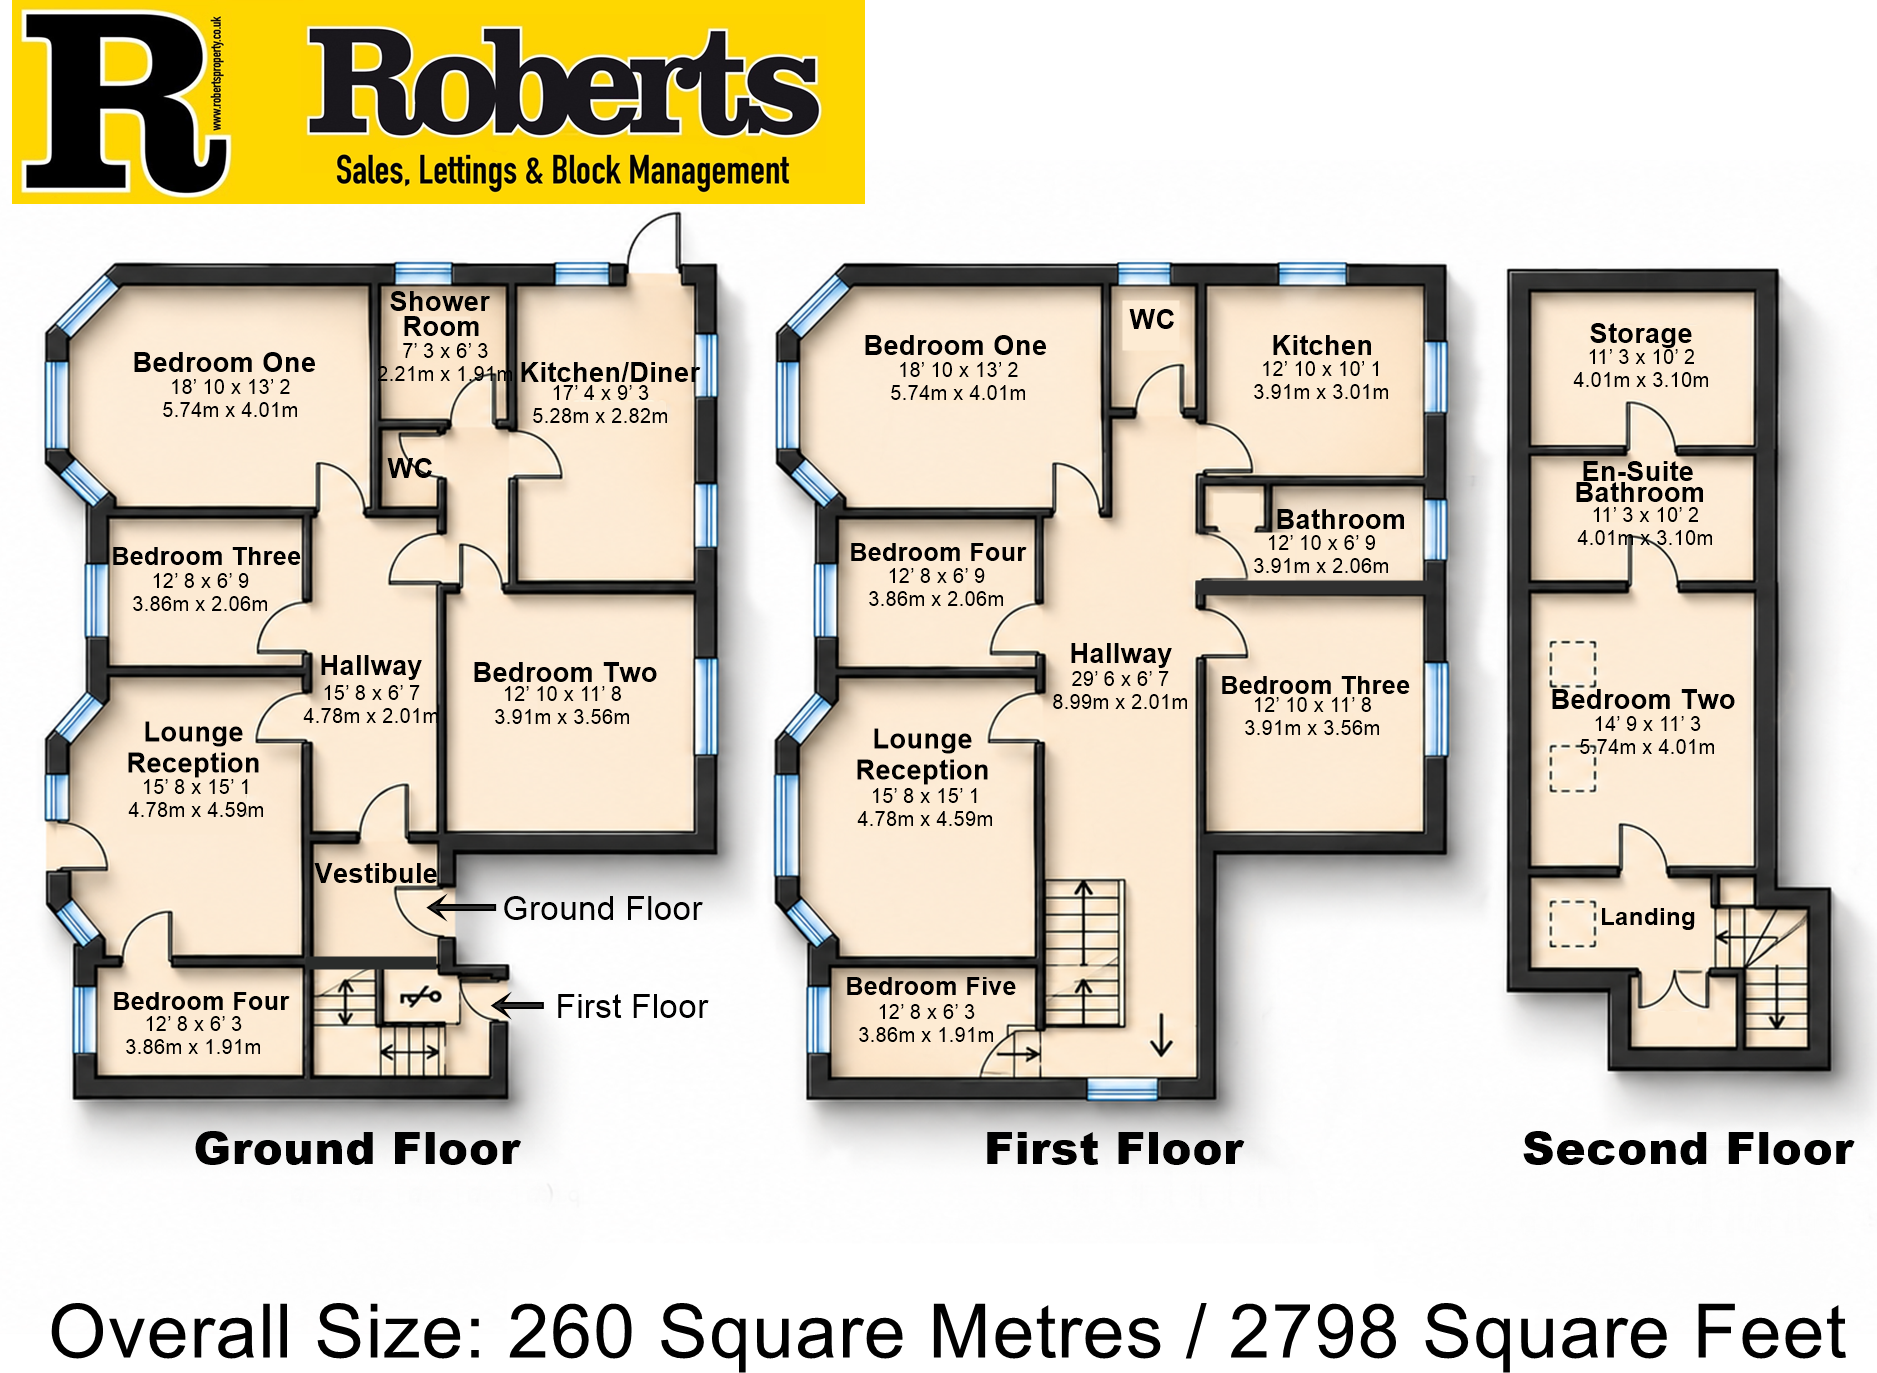 R
www.robertsproperty.co.uk
Roberts
Sales, Lettings & Block Management
Bedroom One
18' 10 x 13' 2
5.74m x 4.01m
Shower
Room
7' 3 x 6' 3
2.21m x 1.91m
Kitchen/Diner
17' 4 x 9' 3
5.28m x 2.82m
WC
Bedroom Three
12' 8 x 6' 9
3.86m x 2.06m
Hallway
15' 8 x 6' 7
4.78m x 2.01m
Bedroom Two
12' 10 x 11' 8
3.91m x 3.56m
Lounge
Reception
15' 8 x 15' 1
4.78m x 4.59m
Vestibule
Ground Floor
Bedroom Four
12' 8 x 6' 3
3.86m x 1.91m
First Floor
Ground Floor
Bedroom One
18' 10 x 13' 2
5.74m x 4.01m
WC
Kitchen
12' 10 x 10' 1
3.91m x 3.01m
Bathroom
12' 10 x 6' 9
3.91m x 2.06m
Bedroom Four
12' 8 x 6' 9
3.86m x 2.06m
Hallway
29' 6 x 6' 7
8.99m x 2.01m
Bedroom Three
12' 10 x 11' 8
3.91m x 3.56m
Lounge
Reception
15' 8 x 15' 1
4.78m x 4.59m
Bedroom Five
12' 8 x 6' 3
3.86m x 1.91m
First Floor
Storage
11' 3 x 10' 2
4.01m x 3.10m
En-Suite
Bathroom
11' 3 x 10' 2
4.01m x 3.10m
Bedroom Two
14' 9 x 11' 3
5.74m x 4.01m
Landing
Second Floor
Overall Size: 260 Square Metres / 2798 Square Feet